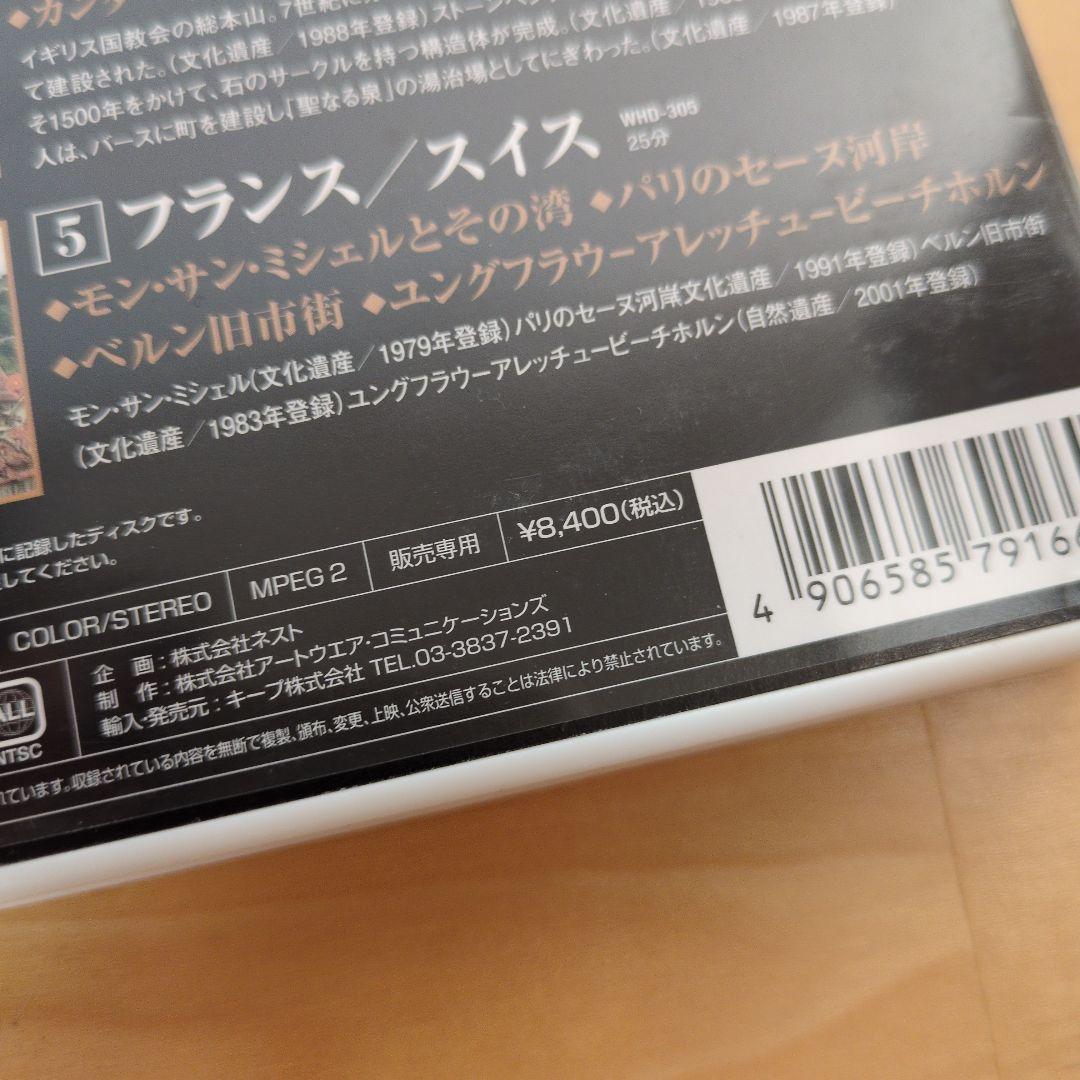 ◆カンタ
イギリス国教会の総本山。7世紀に
て建設された。(文化遺産/1988年登録)ストーンヘン
そ1500年をかけて、石のサークルを持つ構造体が完成。(文化遺産/198
人は、バースに町を建設し「聖なる泉」の湯治場としてにぎわった。(文化遺産/1987年登録)
5 フランス/スイス WHD-305 25分
◆モン・サン・ミシェルとその湾 ◆パリのセーヌ河岸
◆ベルン旧市街 ◆ユングフラウーアレッチュービーチホルン
モン・サン・ミシェル(文化遺産/1979年登録)パリのセーヌ河岸文化遺産/1991年登録)ベルン旧市街
(文化遺産/1983年登録)ユングフラウーアレッチュービーチホルン(自然遺産/2001年登録)
に記録したディスクです。
してください。
COLOR/STEREO MPEG 2 販売専用 ¥8,400(税込)
ALL
NTSC
企 画:株式会社ネスト
制 作:株式会社アートウエア・コミュニケーションズ
輸入・発売元:キープ株式会社 TEL.03-3837-2391
れています。収録されている内容を無断で複製、頒布、変更、上映、公衆送信することは法律により禁止されています。
4 906585 79166